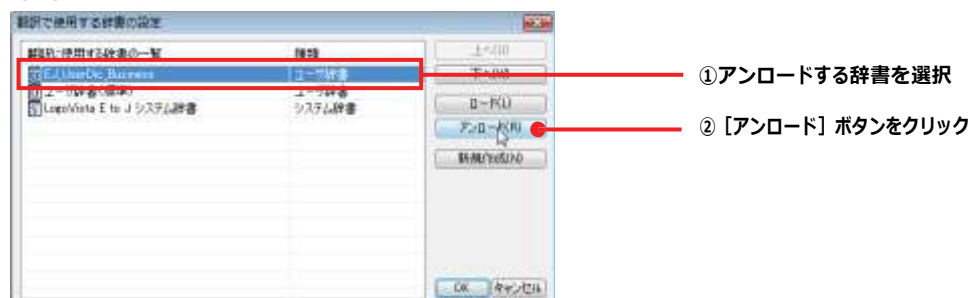 翻訳で使用する辞書の設定
翻訳に使用する辞書の一覧 種類
上へ(U)
EJ_UserDic_Business ユーザ辞書
下へ(W)
①アンロードする辞書を選択
ユーザ辞書(標準) ユーザ辞書
LogoVista E to J システム辞書 システム辞書
ロード(L)
アンロード(R)
②［アンロード］ボタンをクリック
新規作成(N)
OK キャンセル